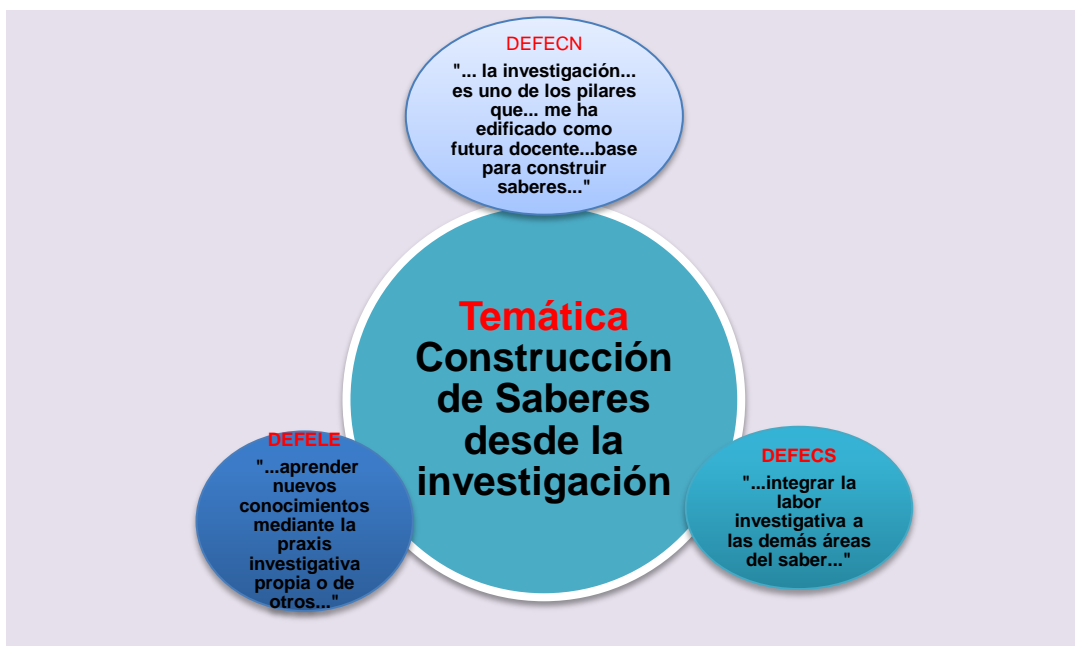 DEFECN
"... la investigación...
es uno de los pilares
que... me ha
edificado como
futura docente...base
para construir
saberes..."
Temática
Construcción
de Saberes
desde la
investigación
DEFELE
"...aprender
nuevos
conocimientos
mediante la
praxis
investigativa
propia o de
otros..."
DEFECS
"...integrar la
labor
investigativa a
las demás áreas
del saber..."